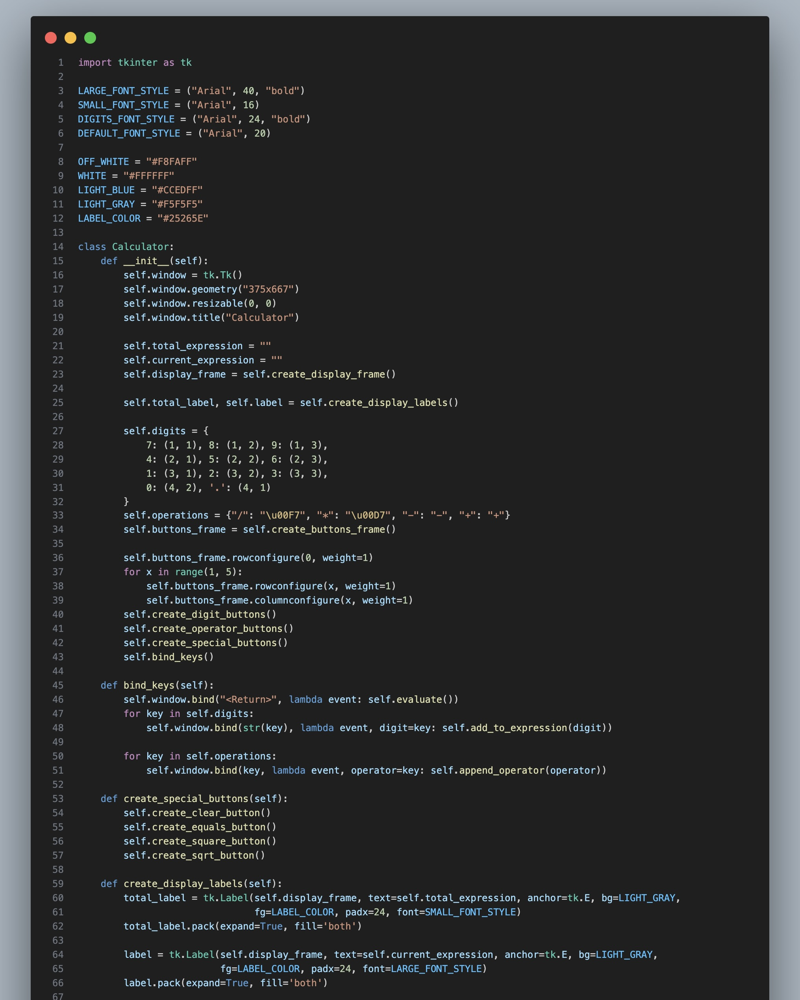 1 import tkinter as tk
2
3 LARGE_FONT_STYLE = ("Arial", 40, "bold")
4 SMALL_FONT_STYLE = ("Arial", 16)
5 DIGITS_FONT_STYLE = ("Arial", 24, "bold")
6 DEFAULT_FONT_STYLE = ("Arial", 20)
7
8 OFF_WHITE = "#F8FAFF"
9 WHITE = "#FFFFFF"
10 LIGHT_BLUE = "#CCEDFF"
11 LIGHT_GRAY = "#F5F5F5"
12 LABEL_COLOR = "#25265E"
13
14 class Calculator:
15     def __init__(self):
16         self.window = tk.Tk()
17         self.window.geometry("375x667")
18         self.window.resizable(0, 0)
19         self.window.title("Calculator")
20
21         self.total_expression = ""
22         self.current_expression = ""
23         self.display_frame = self.create_display_frame()
24
25         self.total_label, self.label = self.create_display_labels()
26
27         self.digits = {
28             7: (1, 1), 8: (1, 2), 9: (1, 3),
29             4: (2, 1), 5: (2, 2), 6: (2, 3),
30             1: (3, 1), 2: (3, 2), 3: (3, 3),
31             0: (4, 2), '.': (4, 1)
32         }
33         self.operations = {"/": "\u00F7", "*": "\u00D7", "-": "-", "+": "+"}
34         self.buttons_frame = self.create_buttons_frame()
35
36         self.buttons_frame.rowconfigure(0, weight=1)
37         for x in range(1, 5):
38             self.buttons_frame.rowconfigure(x, weight=1)
39             self.buttons_frame.columnconfigure(x, weight=1)
40         self.create_digit_buttons()
41         self.create_operator_buttons()
42         self.create_special_buttons()
43         self.bind_keys()
44
45     def bind_keys(self):
46         self.window.bind("<Return>", lambda event: self.evaluate())
47         for key in self.digits:
48             self.window.bind(str(key), lambda event, digit=key: self.add_to_expression(digit))
49
50         for key in self.operations:
51             self.window.bind(key, lambda event, operator=key: self.append_operator(operator))
52
53     def create_special_buttons(self):
54         self.create_clear_button()
55         self.create_equals_button()
56         self.create_square_button()
57         self.create_sqrt_button()
58
59     def create_display_labels(self):
60         total_label = tk.Label(self.display_frame, text=self.total_expression, anchor=tk.E, bg=LIGHT_GRAY,
61                                fg=LABEL_COLOR, padx=24, font=SMALL_FONT_STYLE)
62         total_label.pack(expand=True, fill='both')
63
64         label = tk.Label(self.display_frame, text=self.current_expression, anchor=tk.E, bg=LIGHT_GRAY,
65                          fg=LABEL_COLOR, padx=24, font=LARGE_FONT_STYLE)
66         label.pack(expand=True, fill='both')
67